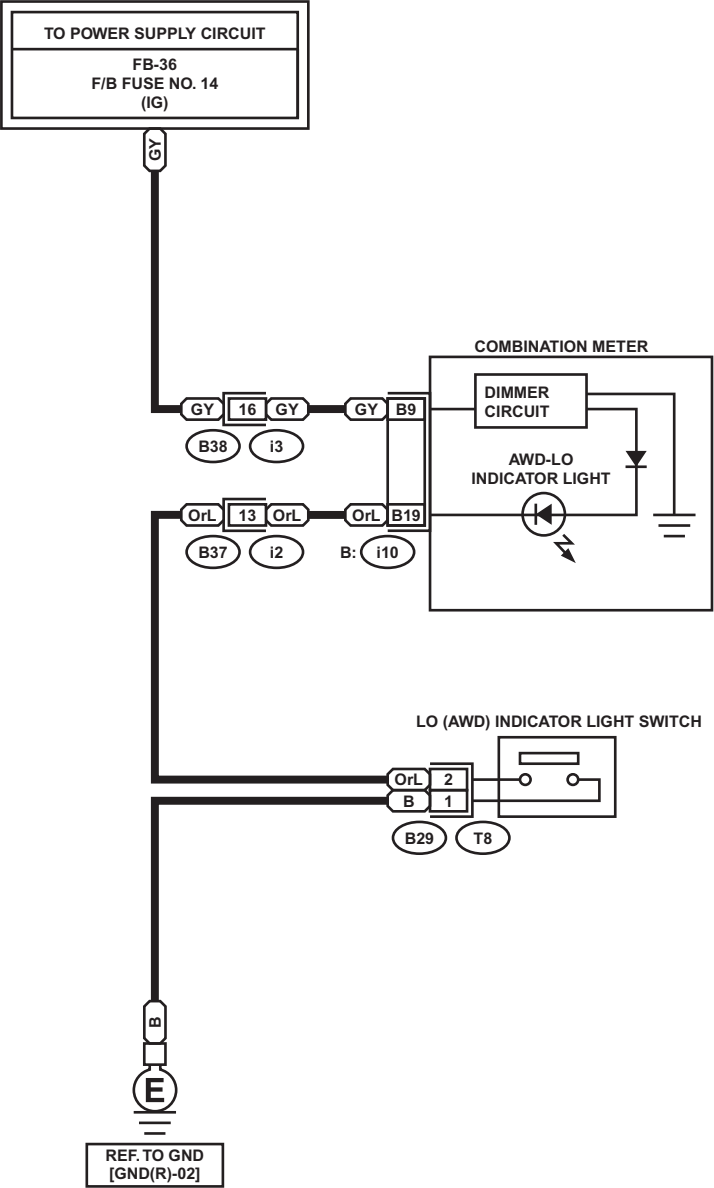 TO POWER SUPPLY CIRCUIT
FB-36
F/B FUSE NO. 14
(IG)
GY
COMBINATION METER
DIMMER
CIRCUIT
GY 16 GY GY B9
B38 i3
AWD-LO
INDICATOR LIGHT
OrL 13 OrL OrL B19
B37 i2 B: i10
LO (AWD) INDICATOR LIGHT SWITCH
OrL 2
B 1
B29 T8
B
E
REF. TO GND
[GND(R)-02]